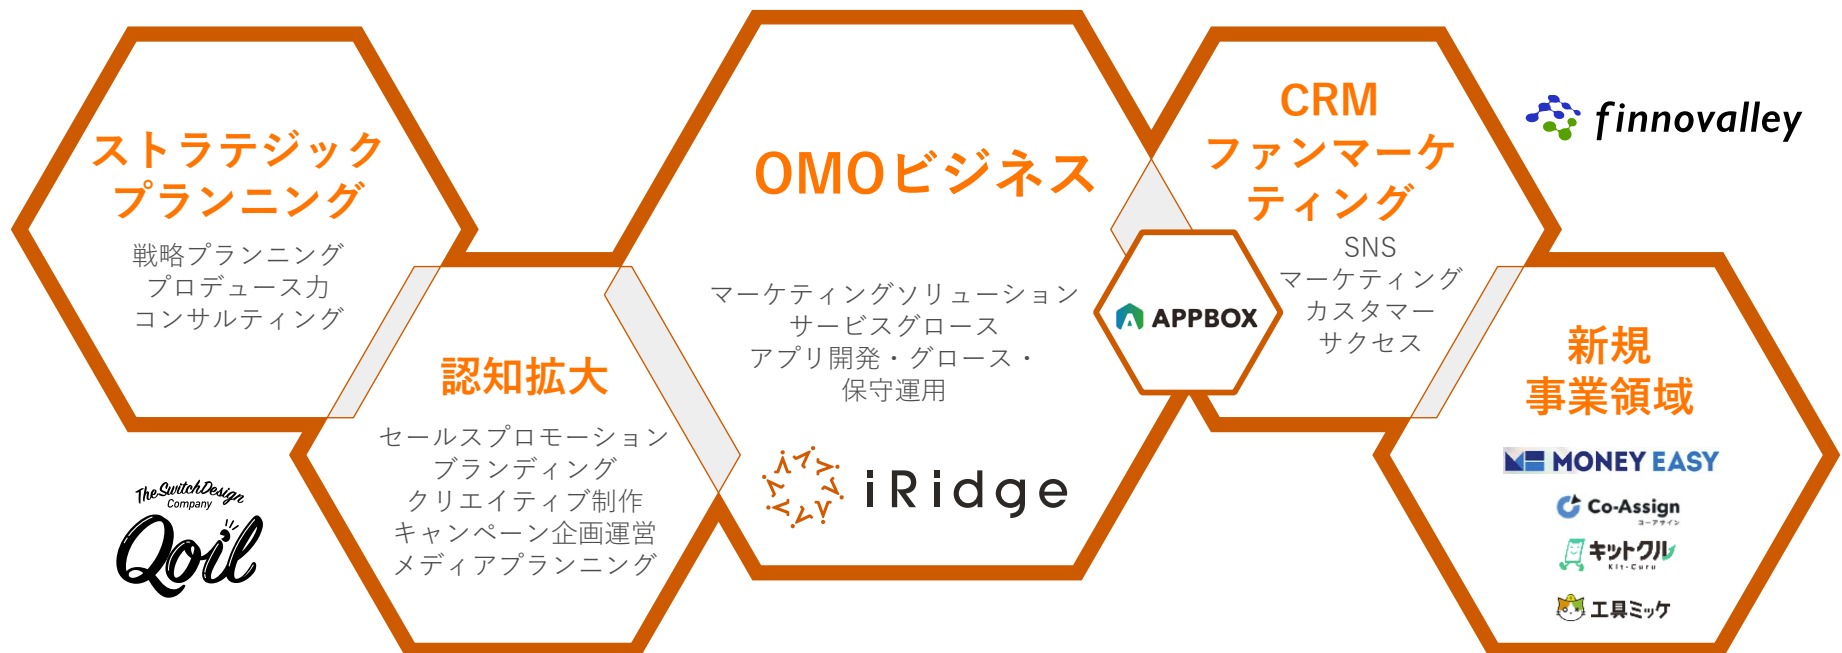 ストラテジック
プランニング
戦略プランニング
プロデュース力
コンサルティング
The Switch Design
Company
Qoil
認知拡大
セールスプロモーション
ブランディング
クリエイティブ制作
キャンペーン企画運営
メディアプランニング
OMOビジネス
マーケティングソリューション
サービスグロース
アプリ開発・グロース・
保守運用
iRidge
APPBOX
CRM
ファンマーケ
ティング
SNS
マーケティング
カスタマー
サクセス
finnovalley
新規
事業領域
MONEY EASY
Co-Assign
コーアサイン
キットクル
Kit-Curu
工具ミッケ